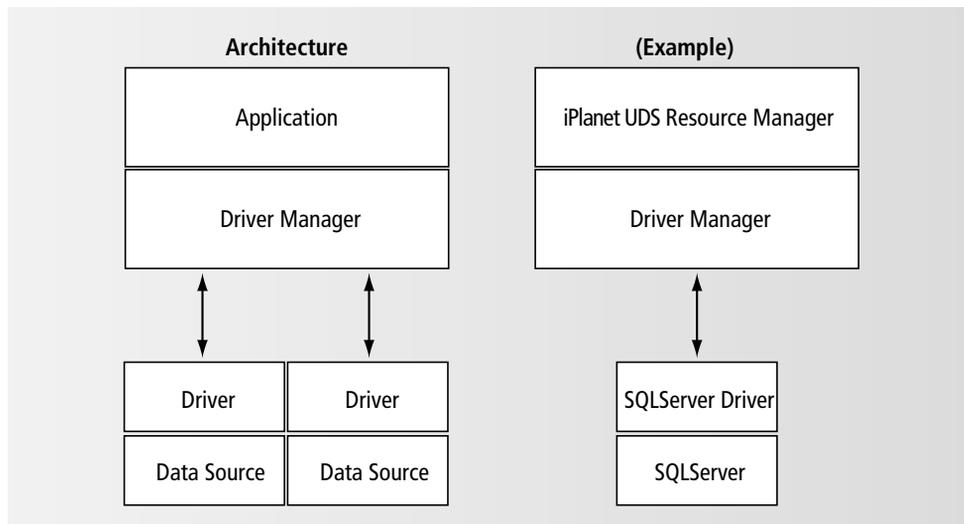 Architecture
Application
Driver Manager
Driver
Driver
Data Source
Data Source
(Example)
iPlanet UDS Resource Manager
Driver Manager
SQLServer Driver
SQLServer